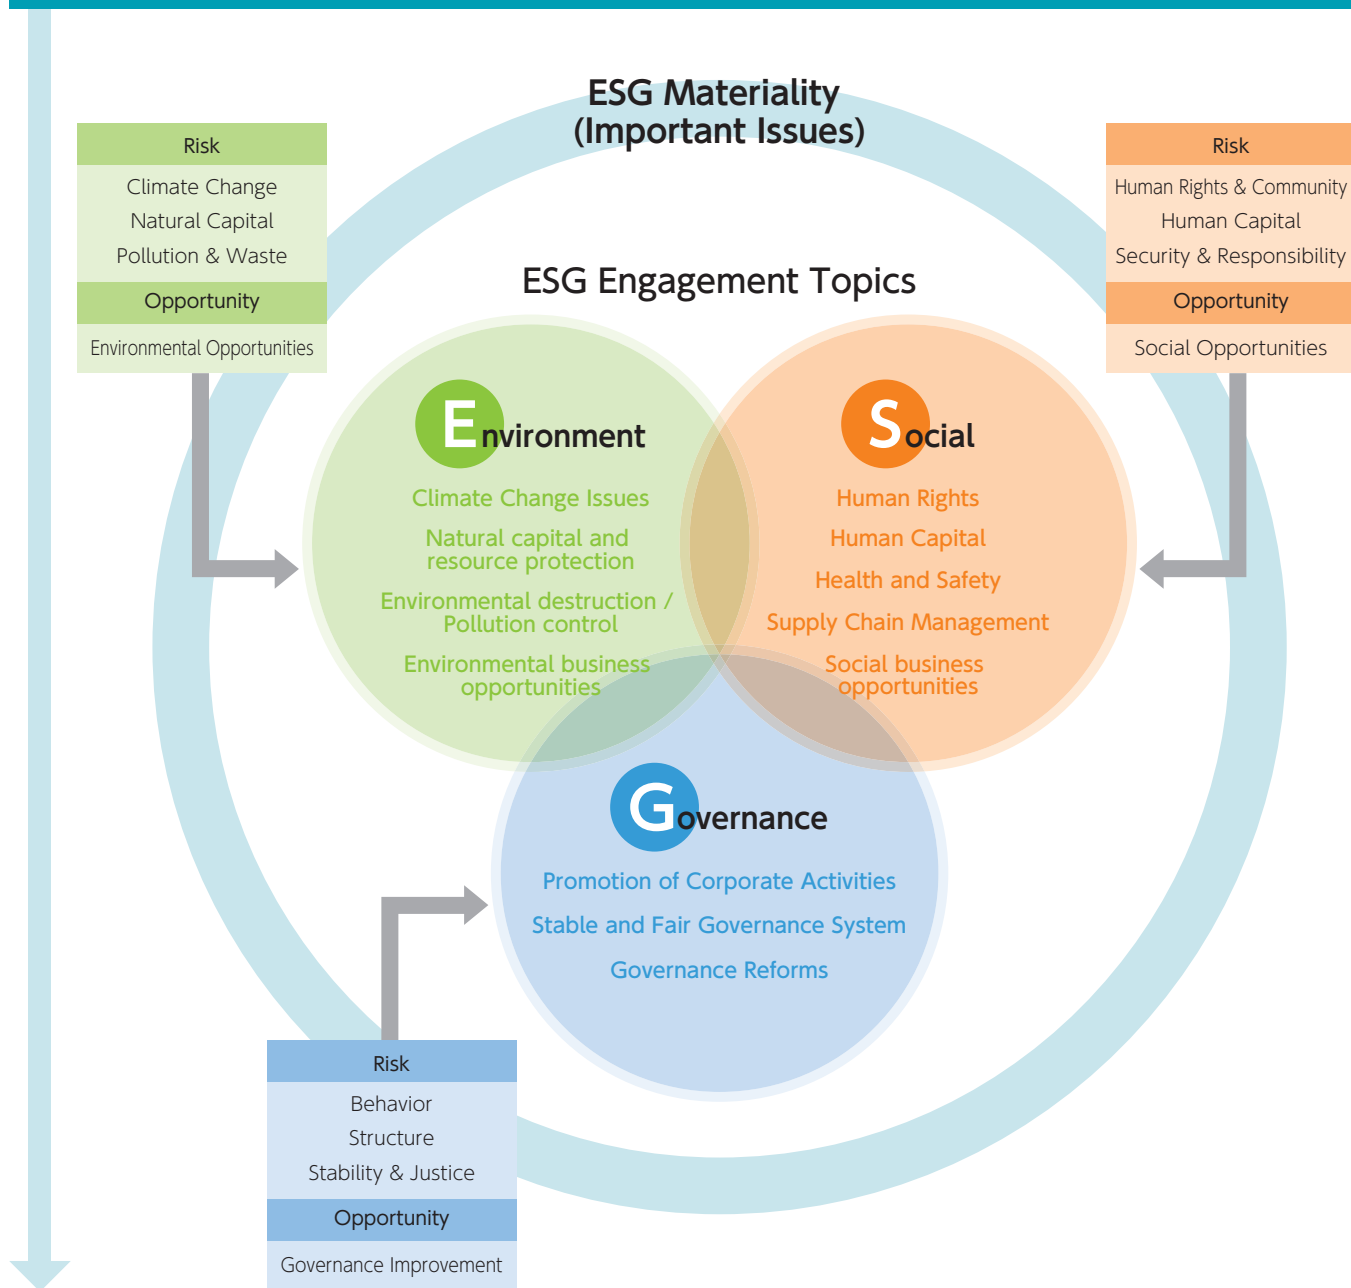 ESG Materiality
(Important Issues)
Risk
Climate Change
Natural Capital
Pollution & Waste
Opportunity
Environmental Opportunities
Risk
Human Rights & Community
Human Capital
Security & Responsibility
Opportunity
Social Opportunities
ESG Engagement Topics
Environment
Climate Change Issues
Natural capital and
resource protection
Environmental destruction /
Pollution control
Environmental business
opportunities
Social
Human Rights
Human Capital
Health and Safety
Supply Chain Management
Social business
opportunities
Governance
Promotion of Corporate Activities
Stable and Fair Governance System
Governance Reforms
Risk
Behavior
Structure
Stability & Justice
Opportunity
Governance Improvement